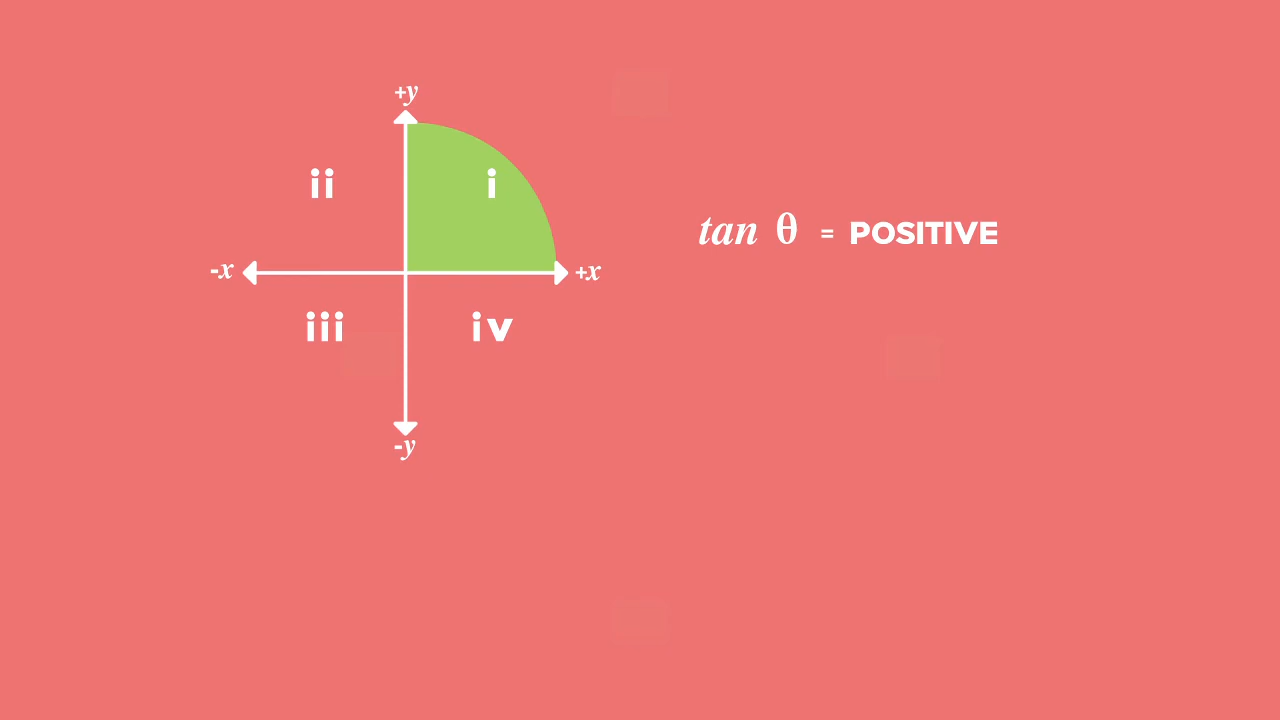 +y
ii i
tan θ = POSITIVE
-x +x
iii iv
-y